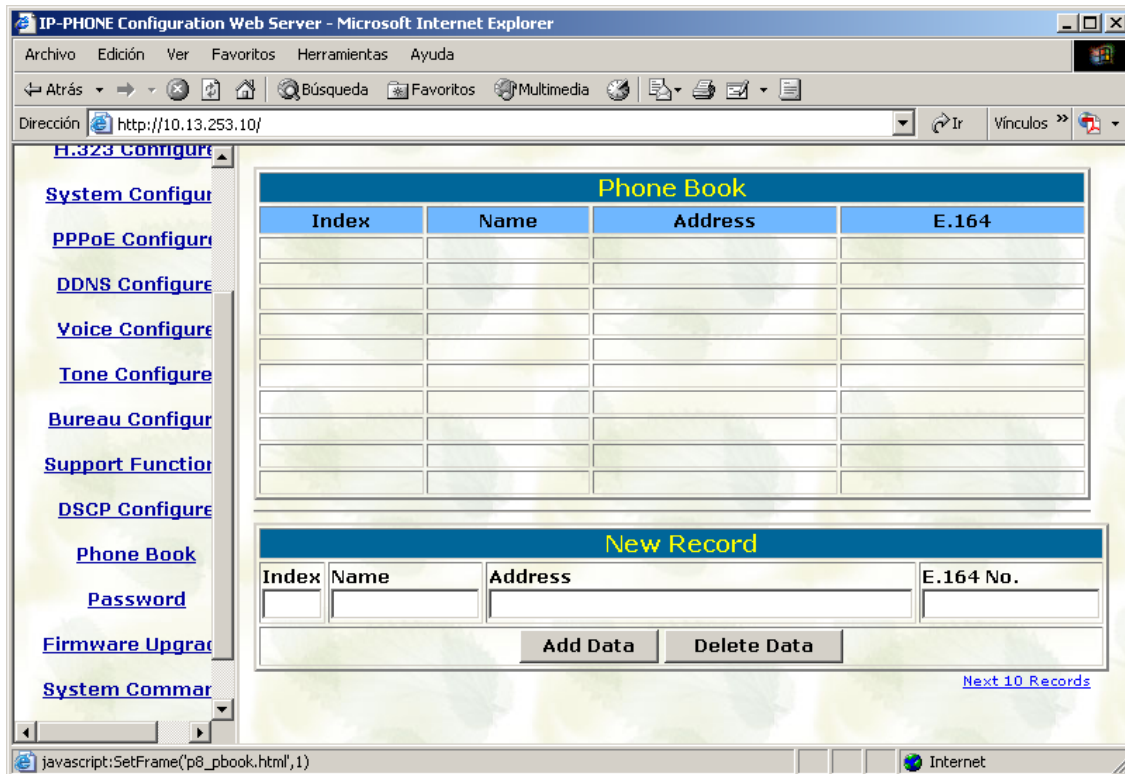 IP-PHONE Configuration Web Server - Microsoft Internet Explorer
Archivo Edición Ver Favoritos Herramientas Ayuda
Atrás Búsqueda Favoritos Multimedia
Dirección http://10.13.253.10/ Ir Vínculos »
H.323 Configure
System Configur
PPPoE Configure
DDNS Configure
Voice Configure
Tone Configure
Bureau Configur
Support Function
DSCP Configure
Phone Book
Password
Firmware Upgrad
System Comman
Phone Book
Index Name Address E.164
New Record
Index Name Address E.164 No.
Add Data Delete Data
Next 10 Records
javascript:SetFrame('p8_pbook.html',1) Internet